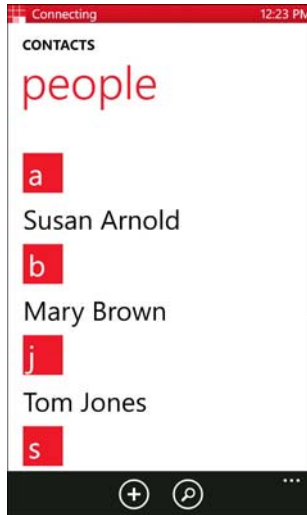 Connecting 12:23 PM
CONTACTS
people
a
Susan Arnold
b
Mary Brown
j
Tom Jones
s